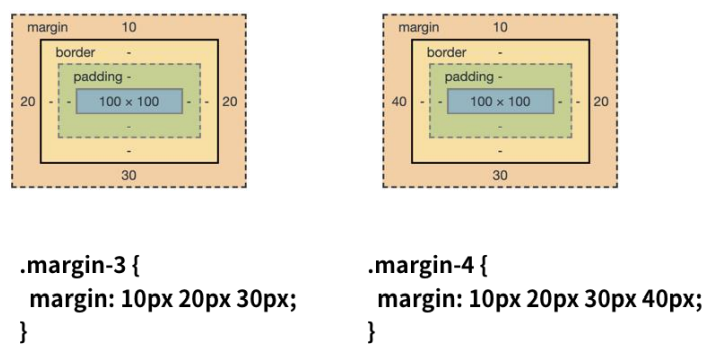 margin 10
border -
padding -
20 - - 100 × 100 - - 20
-
-
30
margin 10
border -
padding -
40 - - 100 × 100 - - 20
-
-
30
.margin-3 {
margin: 10px 20px 30px;
}
.margin-4 {
margin: 10px 20px 30px 40px;
}